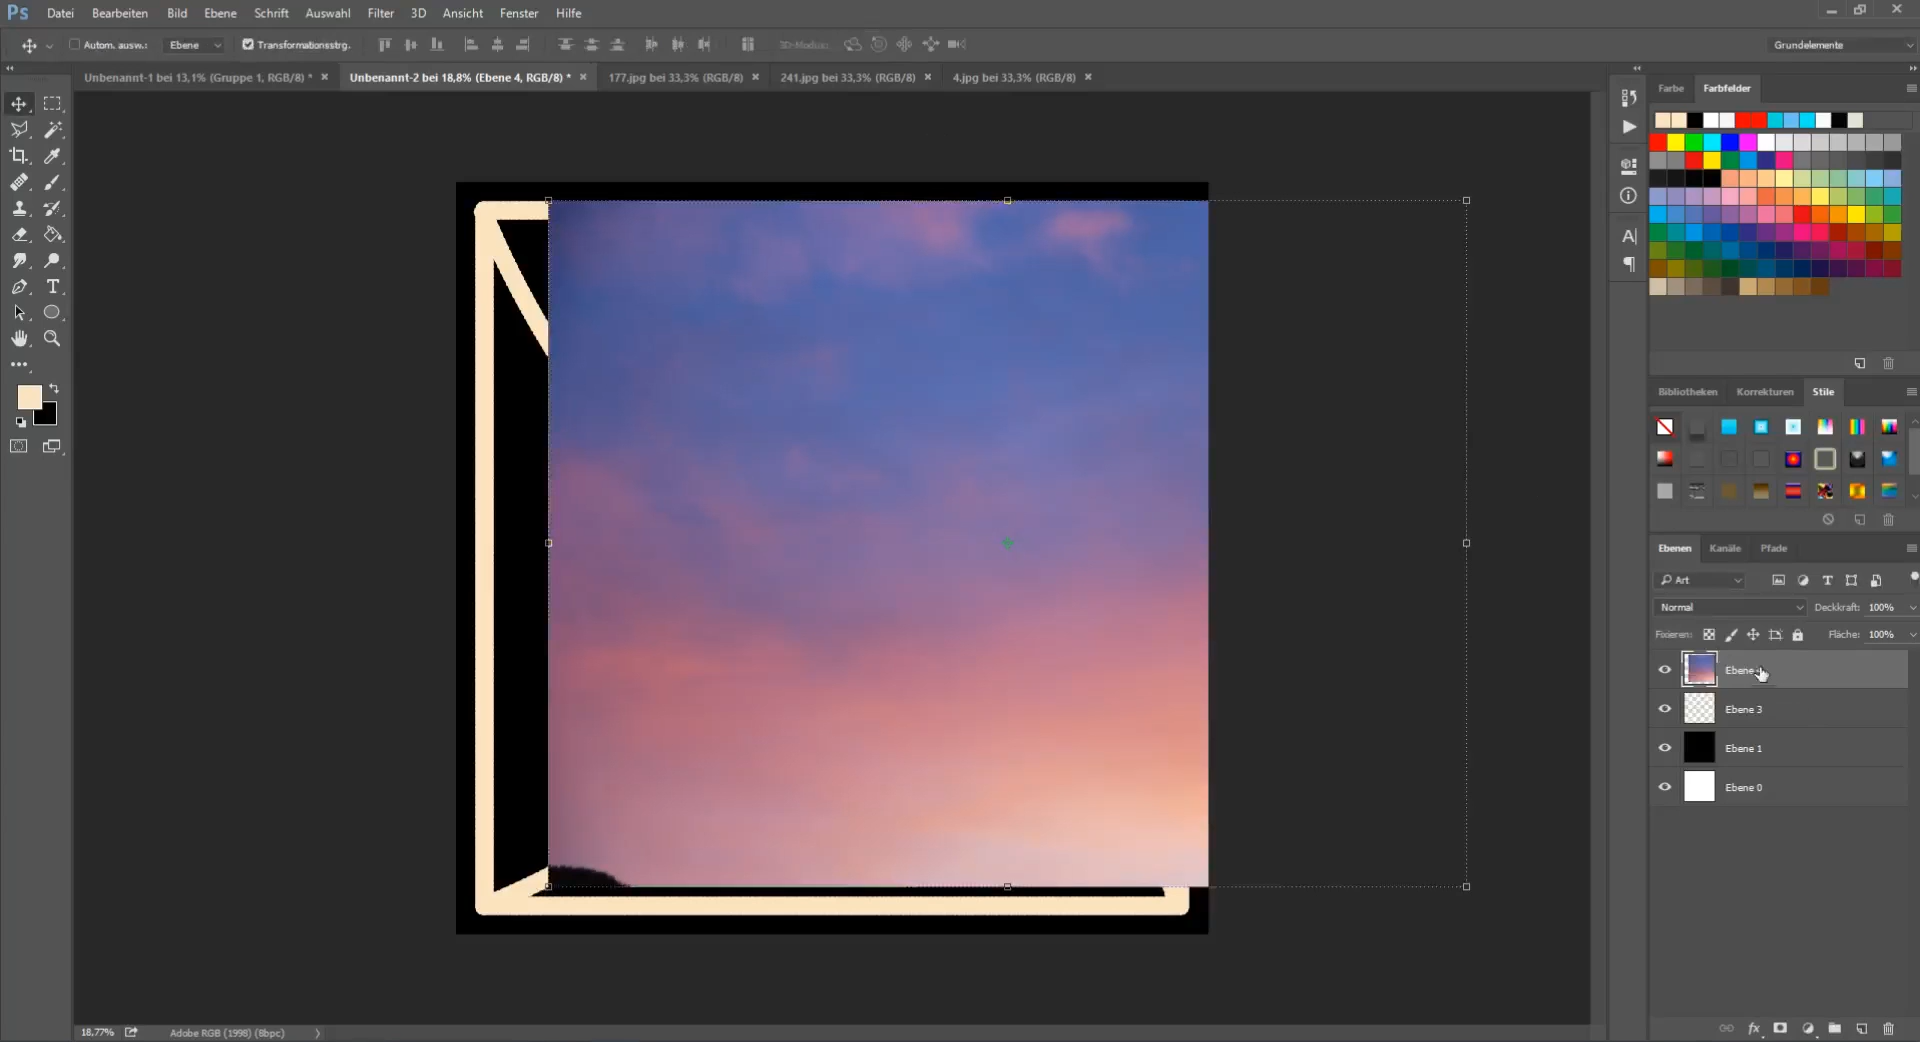 Ps Datei Bearbeiten Bild Ebene Schrift Auswahl Filter 3D Ansicht Fenster Hilfe
Autom. ausw.: Ebene Transformationsstrg. 3D-Modus: Grundelemente
Unbenannt-1 bei 13,1% (Gruppe 1, RGB/8) * Unbenannt-2 bei 18,8% (Ebene 4, RGB/8) * 177.jpg bei 33,3% (RGB/8) 241.jpg bei 33,3% (RGB/8) 4.jpg bei 33,3% (RGB/8)
Farbe Farbfelder
Bibliotheken Korrekturen Stile
Ebenen Kanäle Pfade
Art
Normal Deckkraft: 100%
Fixieren: Fläche: 100%
Ebene
Ebene 3
Ebene 1
Ebene 0
18,77% Adobe RGB (1998) (8bpc)